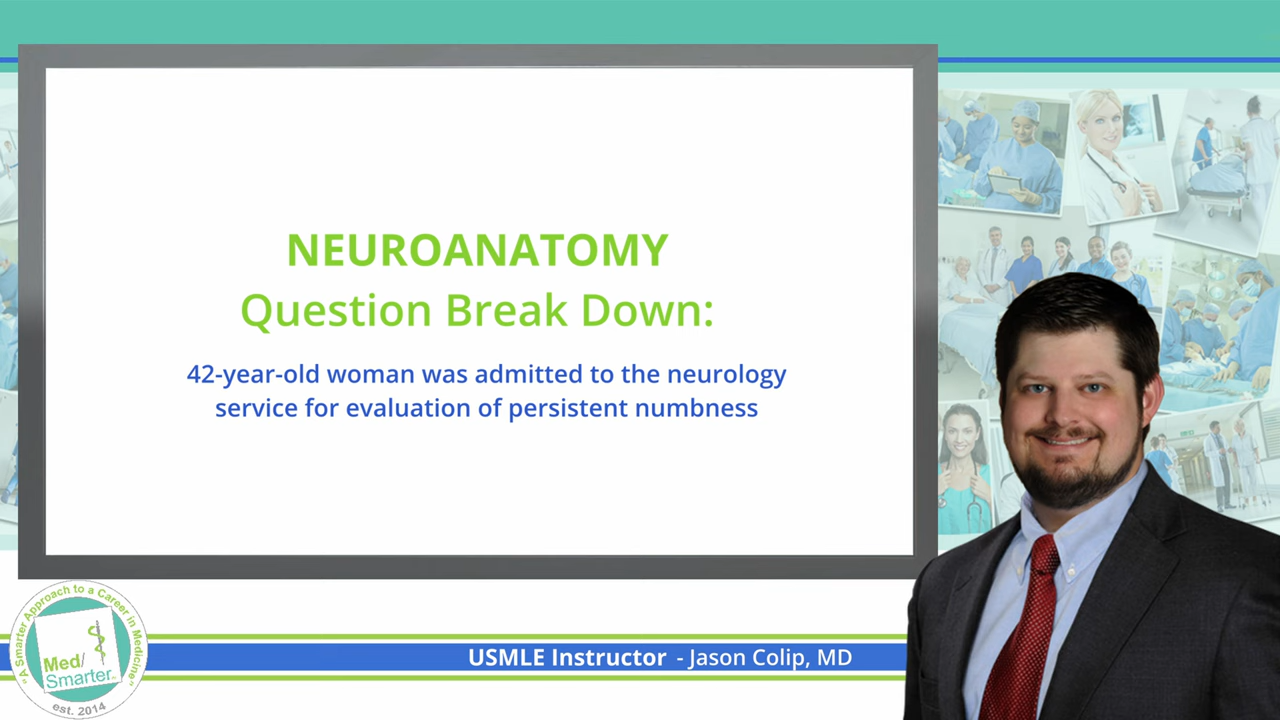 NEUROANATOMY
Question Break Down:
42-year-old woman was admitted to the neurology
service for evaluation of persistent numbness
USMLE Instructor - Jason Colip, MD
"A Smarter Approach to a Career in Medicine"
Med/
Smarter
est. 2014